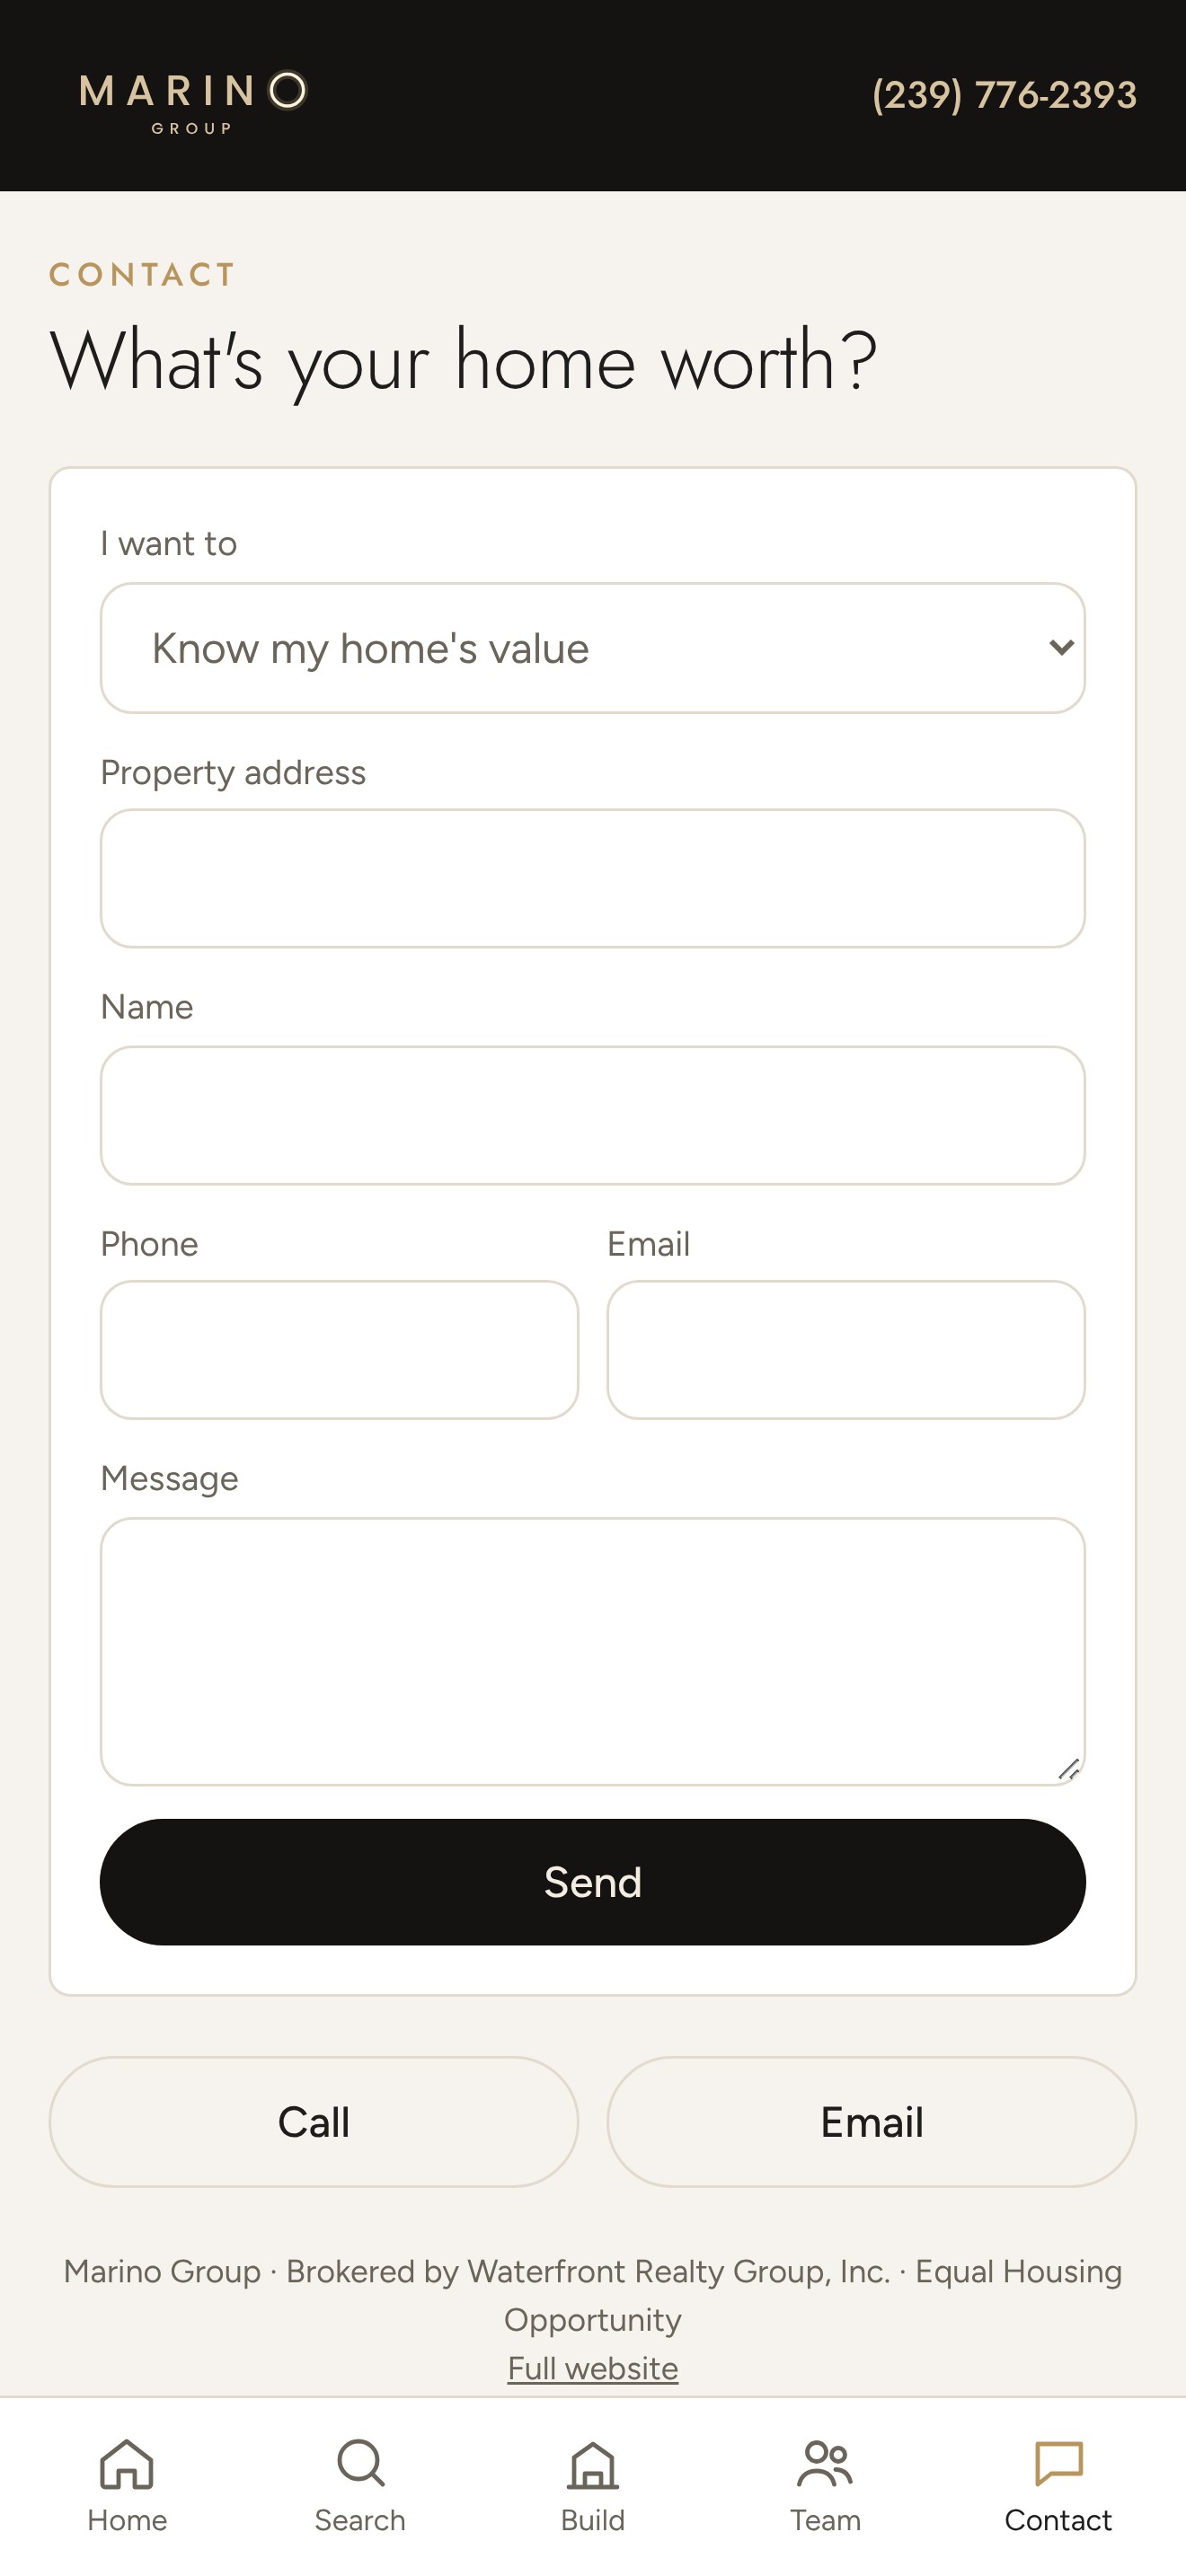 MARINO
GROUP
(239) 776-2393
CONTACT
What's your home worth?
I want to
Know my home's value
Property address
Name
Phone
Email
Message
Send
Call
Email
Marino Group · Brokered by Waterfront Realty Group, Inc. · Equal Housing
Opportunity
Full website
Home
Search
Build
Team
Contact